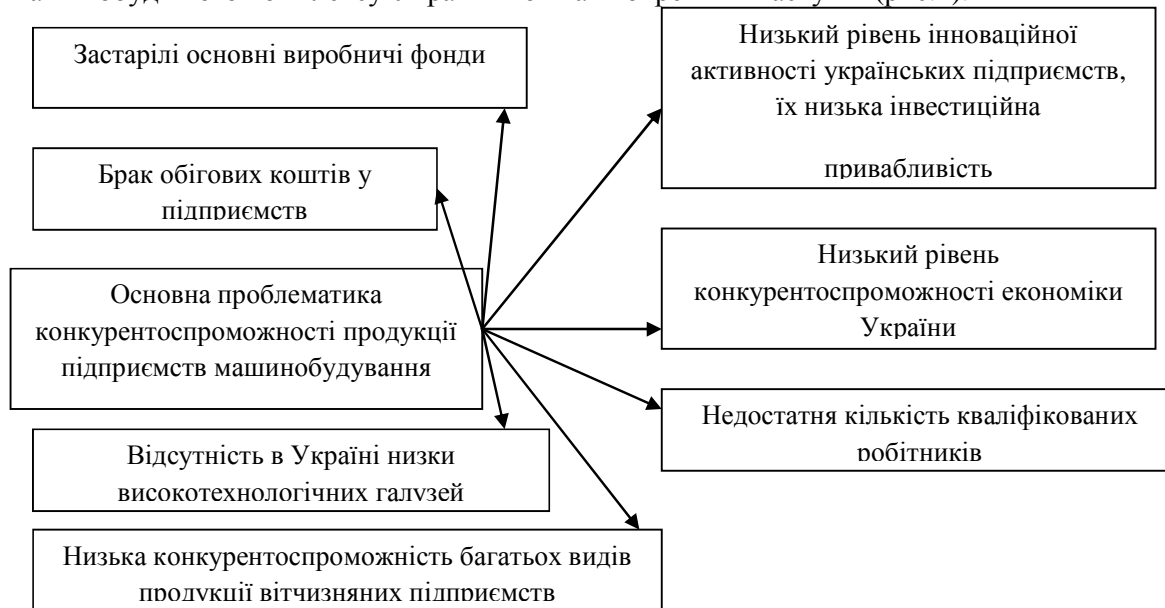 Застарілі основні виробничі фонди
Низький рівень інноваційної
активності українських підприємств,
їх низька інвестиційна
привабливість
Брак обігових коштів у
підприємств
Низький рівень
конкурентоспроможності економіки
України
Основна проблематика
конкурентоспроможності продукції
підприємств машинобудування
Недостатня кількість кваліфікованих
робітників
Відсутність в Україні низки
високотехнологічних галузей
Низька конкурентоспроможність багатьох видів
продукції вітчизняних підприємств